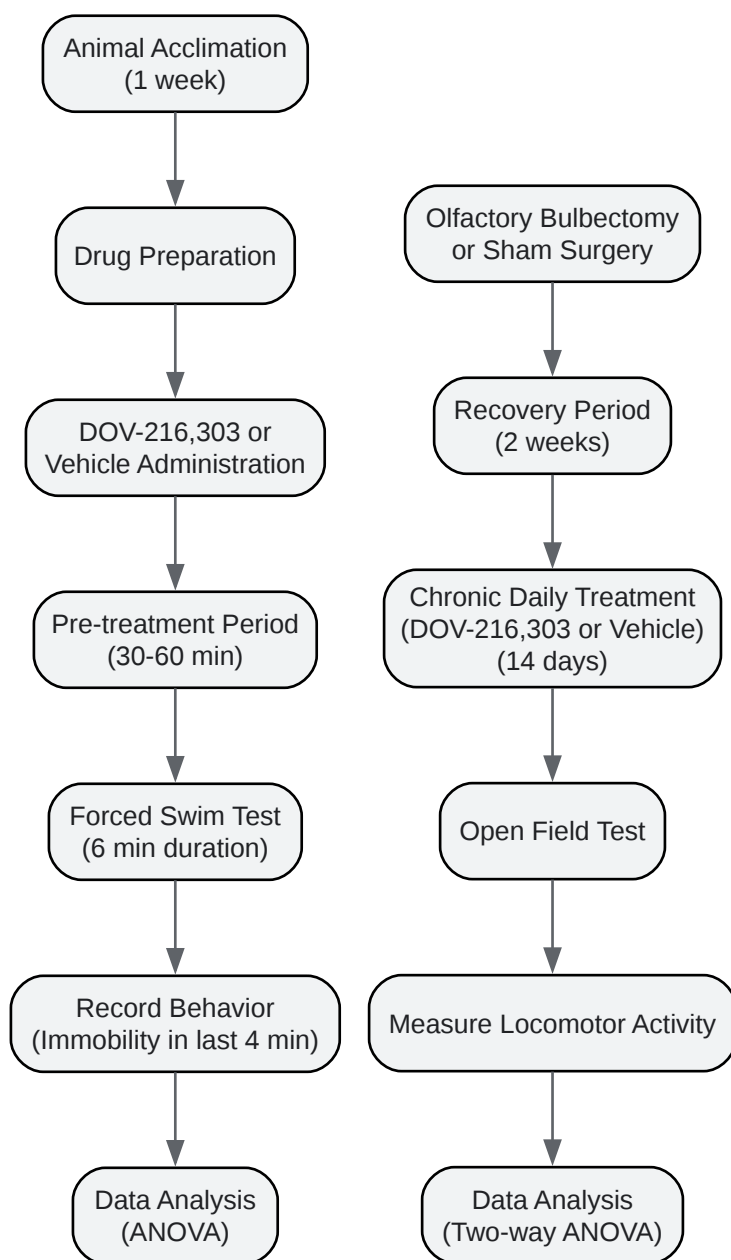 Animal Acclimation
(1 week)
Drug Preparation
DOV-216,303 or
Vehicle Administration
Pre-treatment Period
(30-60 min)
Forced Swim Test
(6 min duration)
Record Behavior
(Immobility in last 4 min)
Data Analysis
(ANOVA)
Olfactory Bulbectomy
or Sham Surgery
Recovery Period
(2 weeks)
Chronic Daily Treatment
(DOV-216,303 or Vehicle)
(14 days)
Open Field Test
Measure Locomotor Activity
Data Analysis
(Two-way ANOVA)